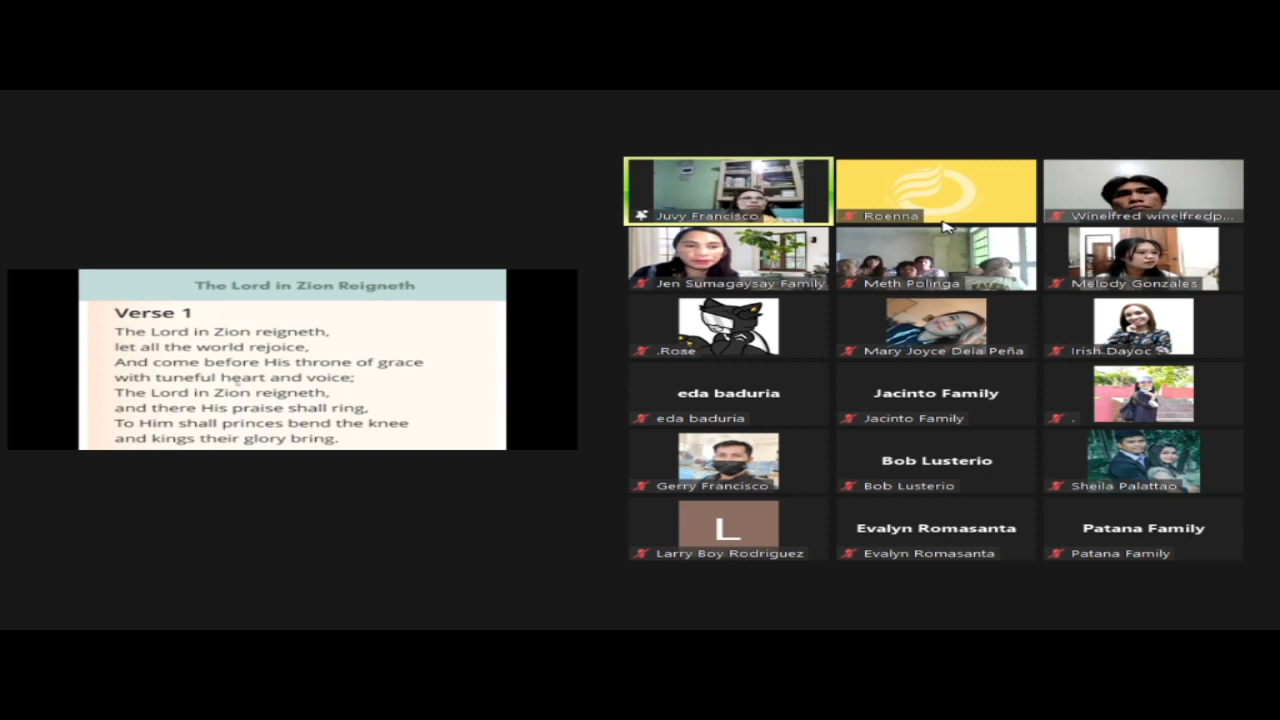 The Lord in Zion Reigneth
Verse 1
The Lord in Zion reigneth,
let all the world rejoice,
And come before His throne of grace
with tuneful heart and voice;
The Lord in Zion reigneth,
and there His praise shall ring,
To Him shall princes bend the knee
and kings their glory bring.
Juvy Francisco
Roenna
Winelfred winelfredp...
Jen Sumagaysay Family
Meth Polinga
Melody Gonzales
.Rose
Mary Joyce Dela Peña
Irish Dayoc
eda baduria
eda baduria
Jacinto Family
Jacinto Family
.
Gerry Francisco
Bob Lusterio
Bob Lusterio
Sheila Palattao
L
Larry Boy Rodriguez
Evalyn Romasanta
Evalyn Romasanta
Patana Family
Patana Family